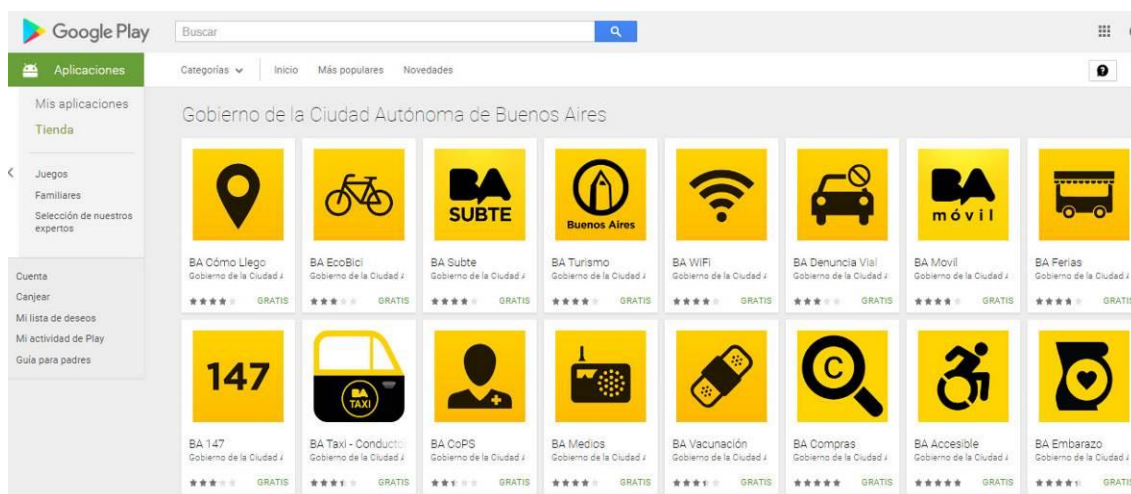 Google Play
Buscar
Aplicaciones
Categorías
Inicio
Más populares
Novedades
Mis aplicaciones
Tienda
Juegos
Familiares
Selección de nuestros
expertos
Cuenta
Canjear
Mi lista de deseos
Mi actividad de Play
Guía para padres
Gobierno de la Ciudad Autónoma de Buenos Aires
BA
SUBTE
Buenos Aires
BA
móvil
BA Cómo Llego
Gobierno de la Ciudad
GRATIS
BA EcoBici
Gobierno de la Ciudad
GRATIS
BA Subte
Gobierno de la Ciudad
GRATIS
BA Turismo
Gobierno de la Ciudad
GRATIS
BA WiFi
Gobierno de la Ciudad
GRATIS
BA Denuncia Vial
Gobierno de la Ciudad
GRATIS
BA Movil
Gobierno de la Ciudad
GRATIS
BA Ferias
Gobierno de la Ciudad
GRATIS
147
BA
TAXI
C
BA 147
Gobierno de la Ciudad
GRATIS
BA Taxi - Conducto
Gobierno de la Ciudad
GRATIS
BA CoPS
Gobierno de la Ciudad
GRATIS
BA Medios
Gobierno de la Ciudad
GRATIS
BA Vacunación
Gobierno de la Ciudad
GRATIS
BA Compras
Gobierno de la Ciudad
GRATIS
BA Accesible
Gobierno de la Ciudad
GRATIS
BA Embarazo
Gobierno de la Ciudad
GRATIS